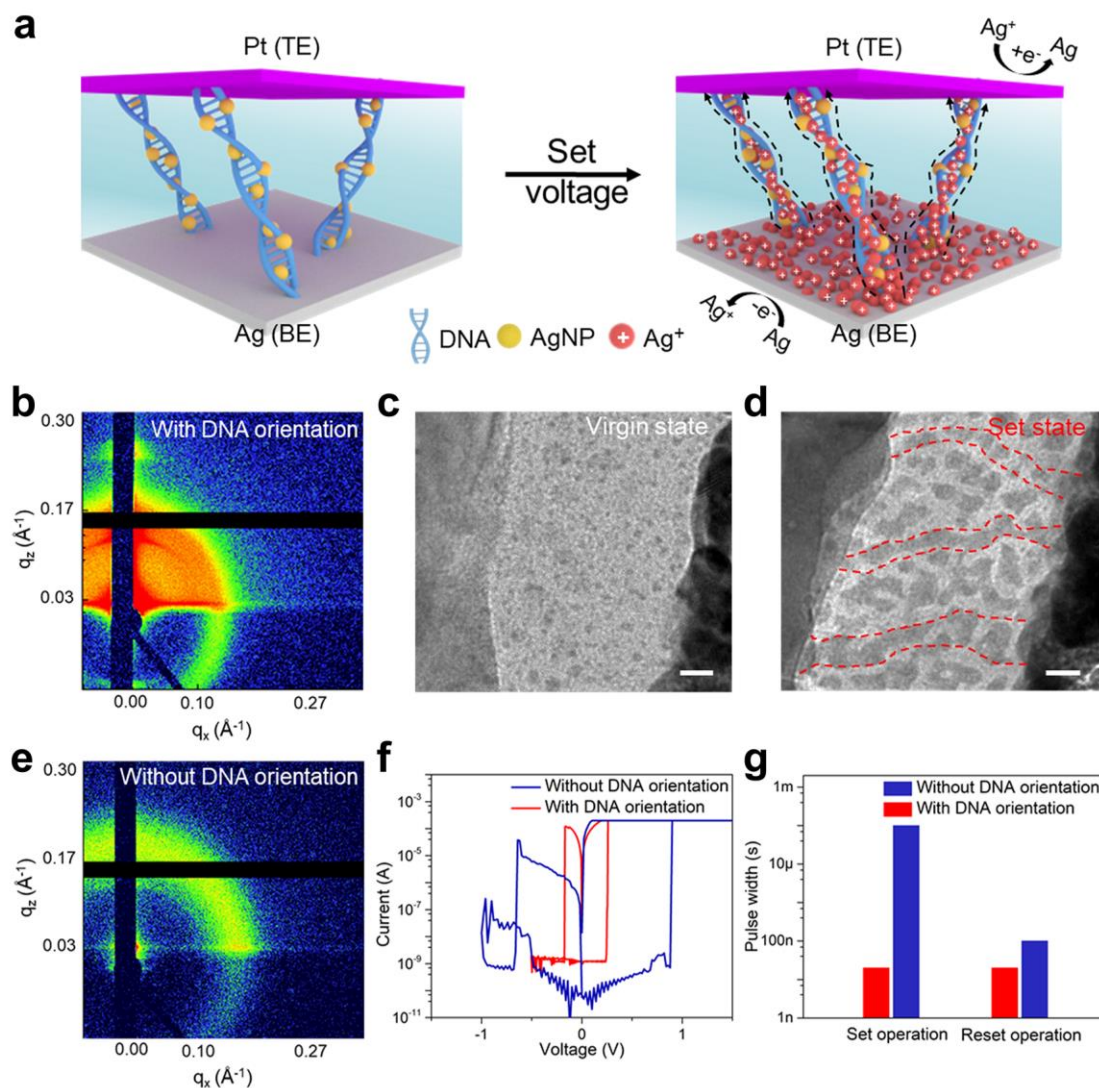 a
Pt (TE)
Ag⁺
+e⁻
Ag
Set
voltage
Pt (TE)
Ag (BE)
Ag⁺
-e⁻
Ag
Ag (BE)
DNA
AgNP
+ Ag⁺
b
0.30
With DNA orientation
0.17
qz (Å⁻¹)
0.03
0.00
0.10
0.27
qx (Å⁻¹)
c
Virgin state
d
Set state
e
0.30
Without DNA orientation
0.17
qz (Å⁻¹)
0.03
0.00
0.10
0.27
qx (Å⁻¹)
f
Without DNA orientation
With DNA orientation
10⁻³
10⁻⁵
10⁻⁷
10⁻⁹
10⁻¹¹
Current (A)
-1
0
1
Voltage (V)
g
Without DNA orientation
With DNA orientation
1m
10µ
100n
1n
Pulse width (s)
Set operation
Reset operation